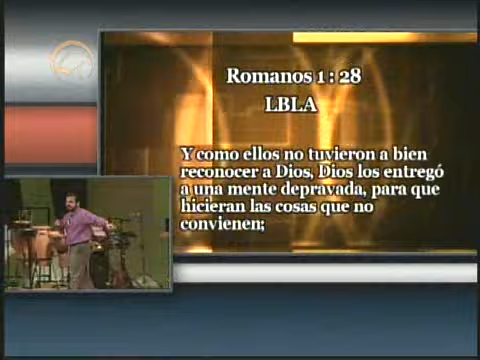 Romanos 1 : 28
LBLA
Y como ellos no tuvieron a bien
reconocer a Dios, Dios los entregó
a una mente depravada, para que
hicieran las cosas que no
convienen;